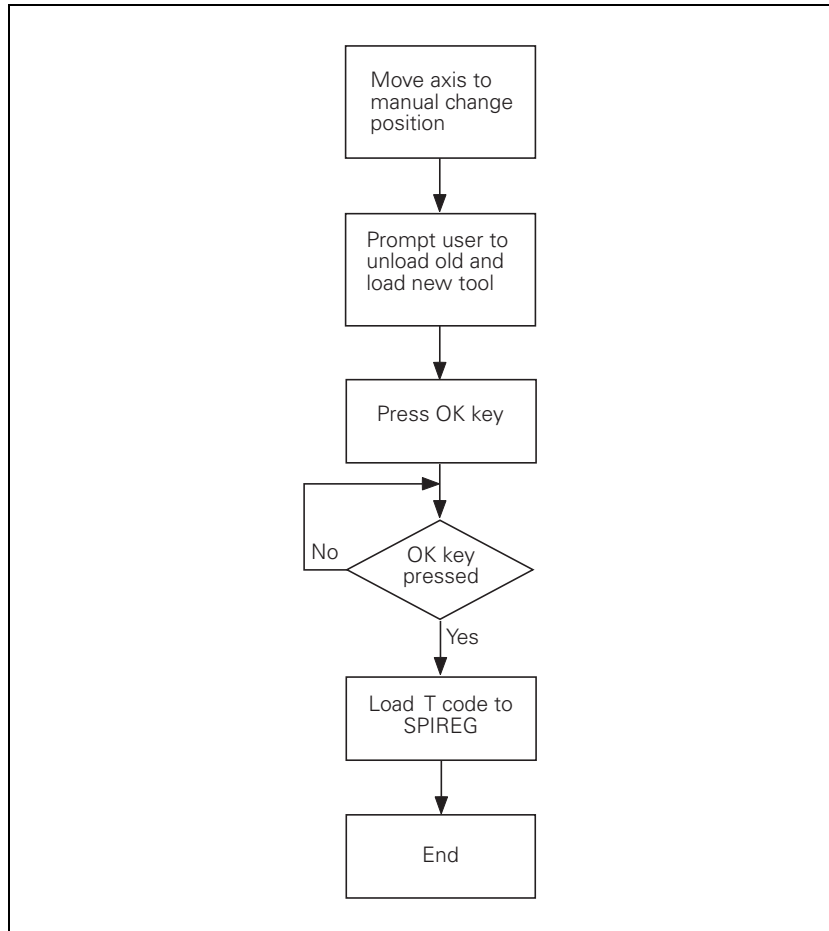 Move axis to
manual change
position
Prompt user to
unload old and
load new tool
Press OK key
OK key
pressed
No
Yes
Load T code to
SPIREG
End